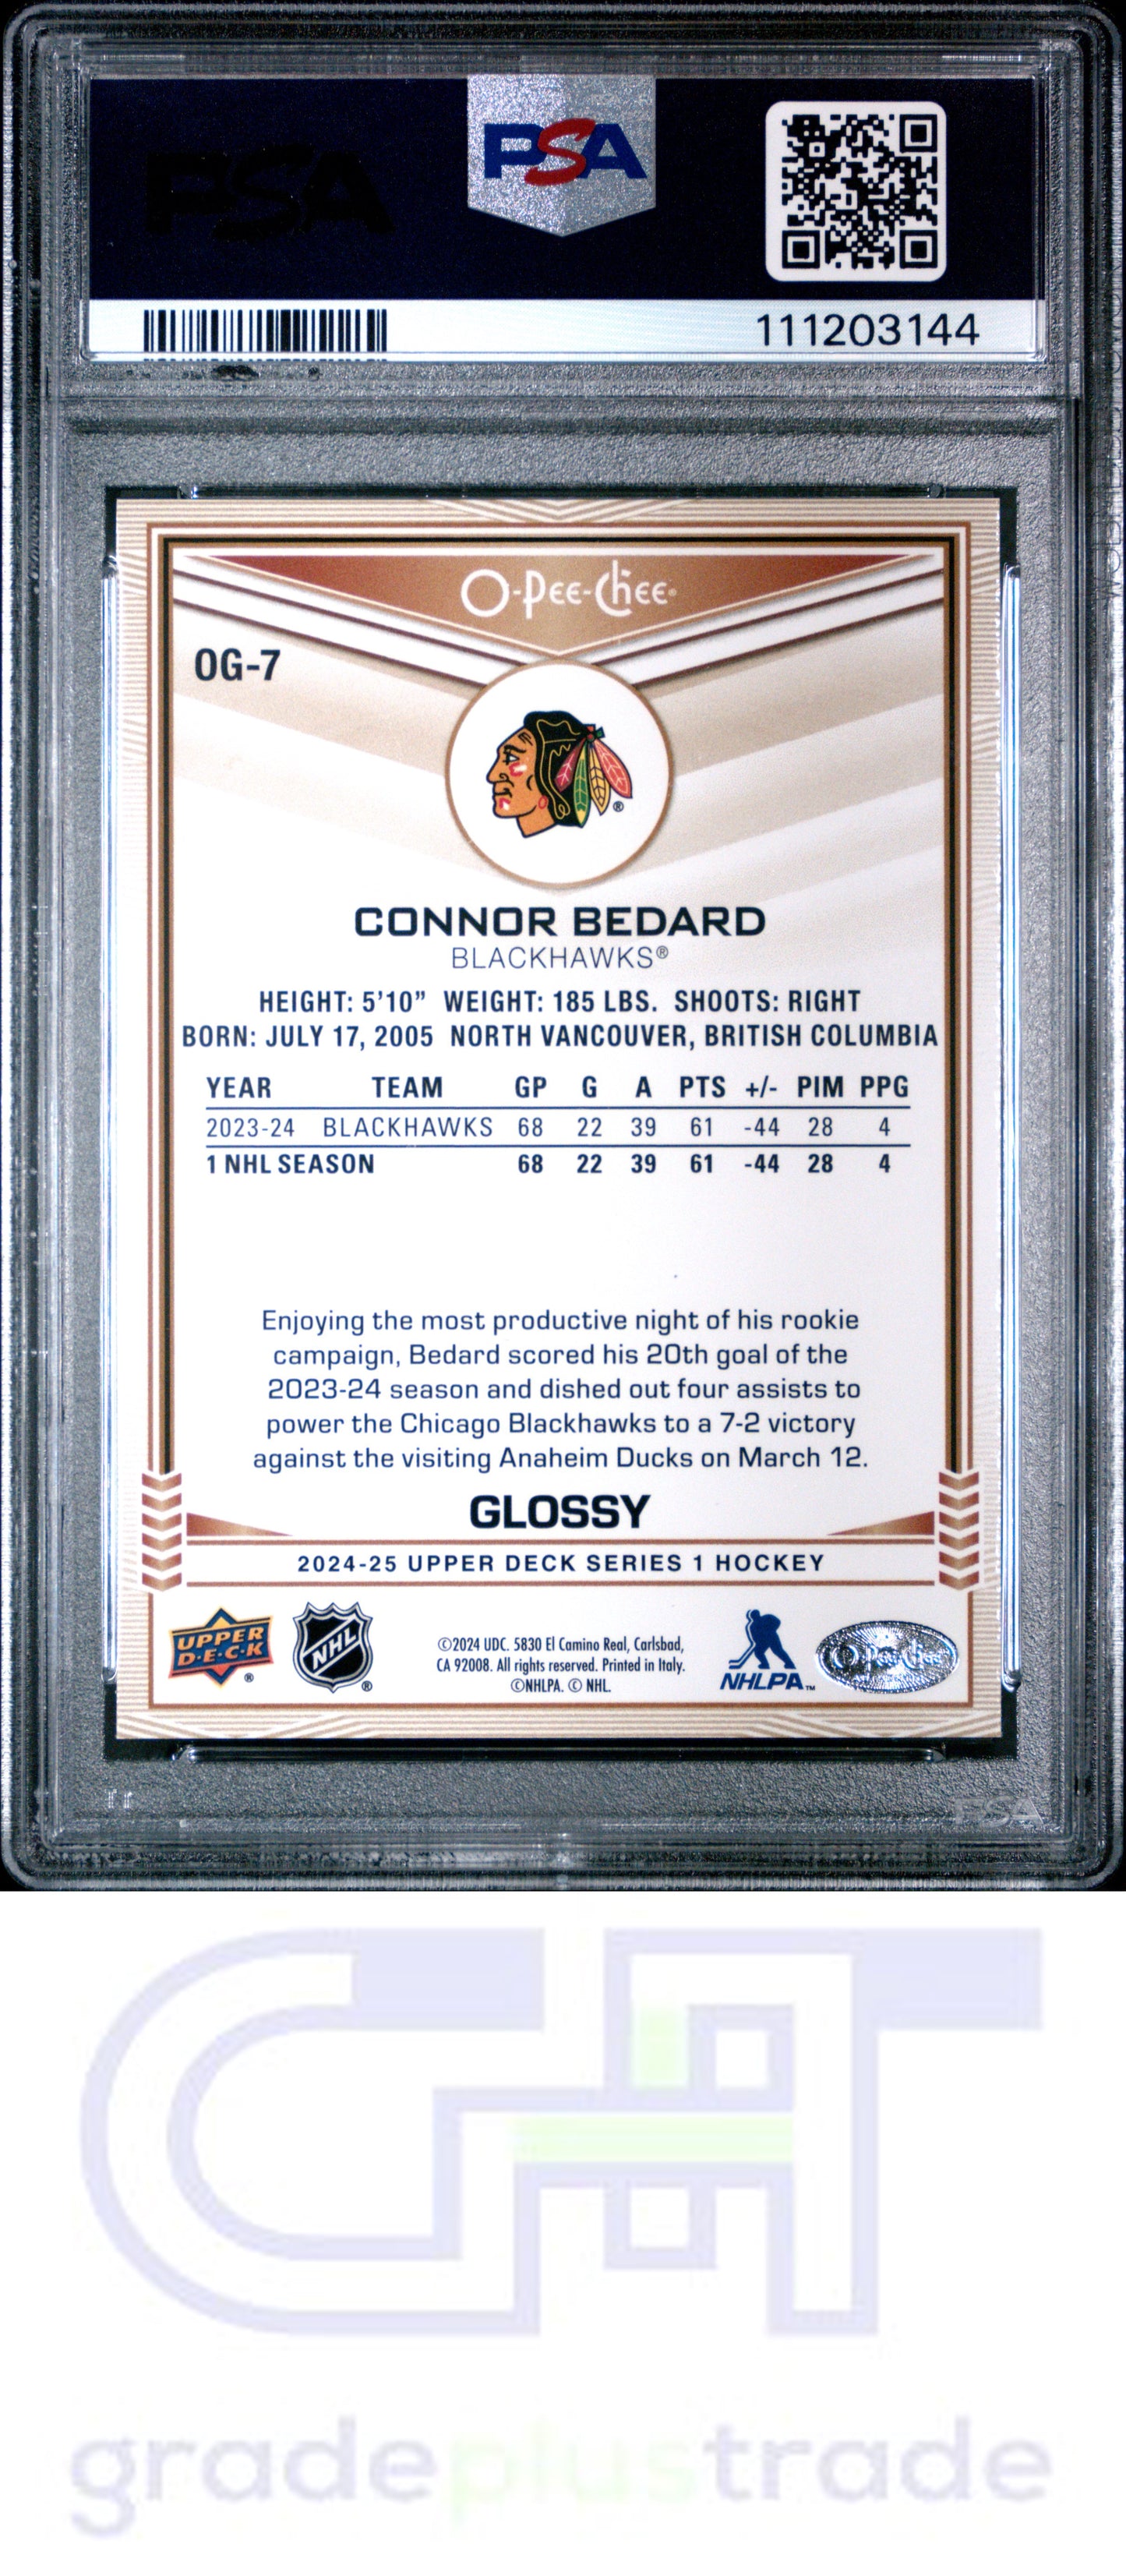 PSA
PSA
111203144
O-Pee-Chee®
OG-7
®
CONNOR BEDARD
BLACKHAWKS®
HEIGHT: 5'10" WEIGHT: 185 LBS. SHOOTS: RIGHT
BORN: JULY 17, 2005 NORTH VANCOUVER, BRITISH COLUMBIA
YEAR TEAM GP G A PTS +/- PIM PPG
2023-24 BLACKHAWKS 68 22 39 61 -44 28 4
1 NHL SEASON 68 22 39 61 -44 28 4
Enjoying the most productive night of his rookie
campaign, Bedard scored his 20th goal of the
2023-24 season and dished out four assists to
power the Chicago Blackhawks to a 7-2 victory
against the visiting Anaheim Ducks on March 12.
GLOSSY
2024-25 UPPER DECK SERIES 1 HOCKEY
UPPER
D·E·C·K
®
NHL
®
©2024 UDC. 5830 El Camino Real, Carlsbad,
CA 92008. All rights reserved. Printed in Italy.
©NHLPA. © NHL.
NHLPA™
O-Pee-Chee
PSA
gradeplustrade